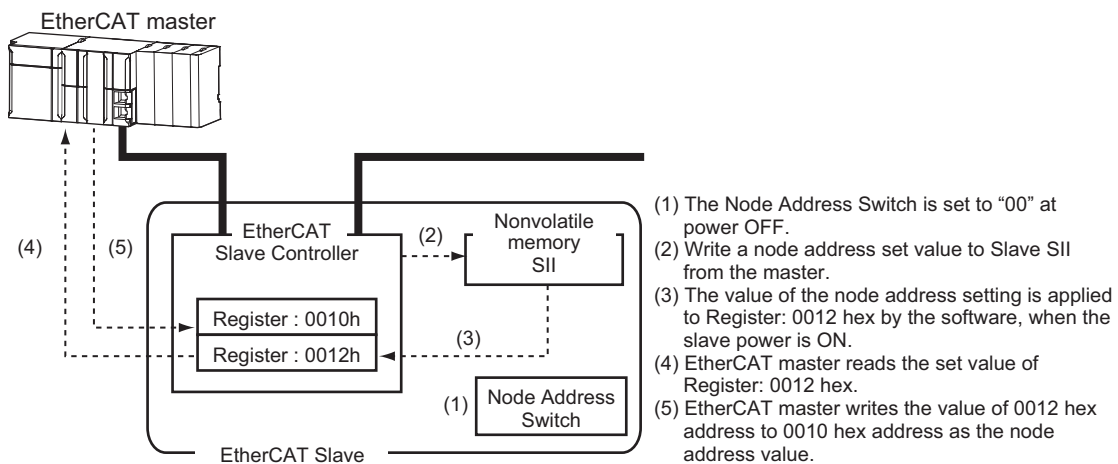 EtherCAT master
(4)
(5)
EtherCAT
Slave Controller
(2)
Nonvolatile
memory
SII
Register : 0010h
Register : 0012h
(3)
(1)
Node Address
Switch
EtherCAT Slave
(1) The Node Address Switch is set to “00” at
power OFF.
(2) Write a node address set value to Slave SII
from the master.
(3) The value of the node address setting is applied
to Register: 0012 hex by the software, when the
slave power is ON.
(4) EtherCAT master reads the set value of
Register: 0012 hex.
(5) EtherCAT master writes the value of 0012 hex
address to 0010 hex address as the node
address value.